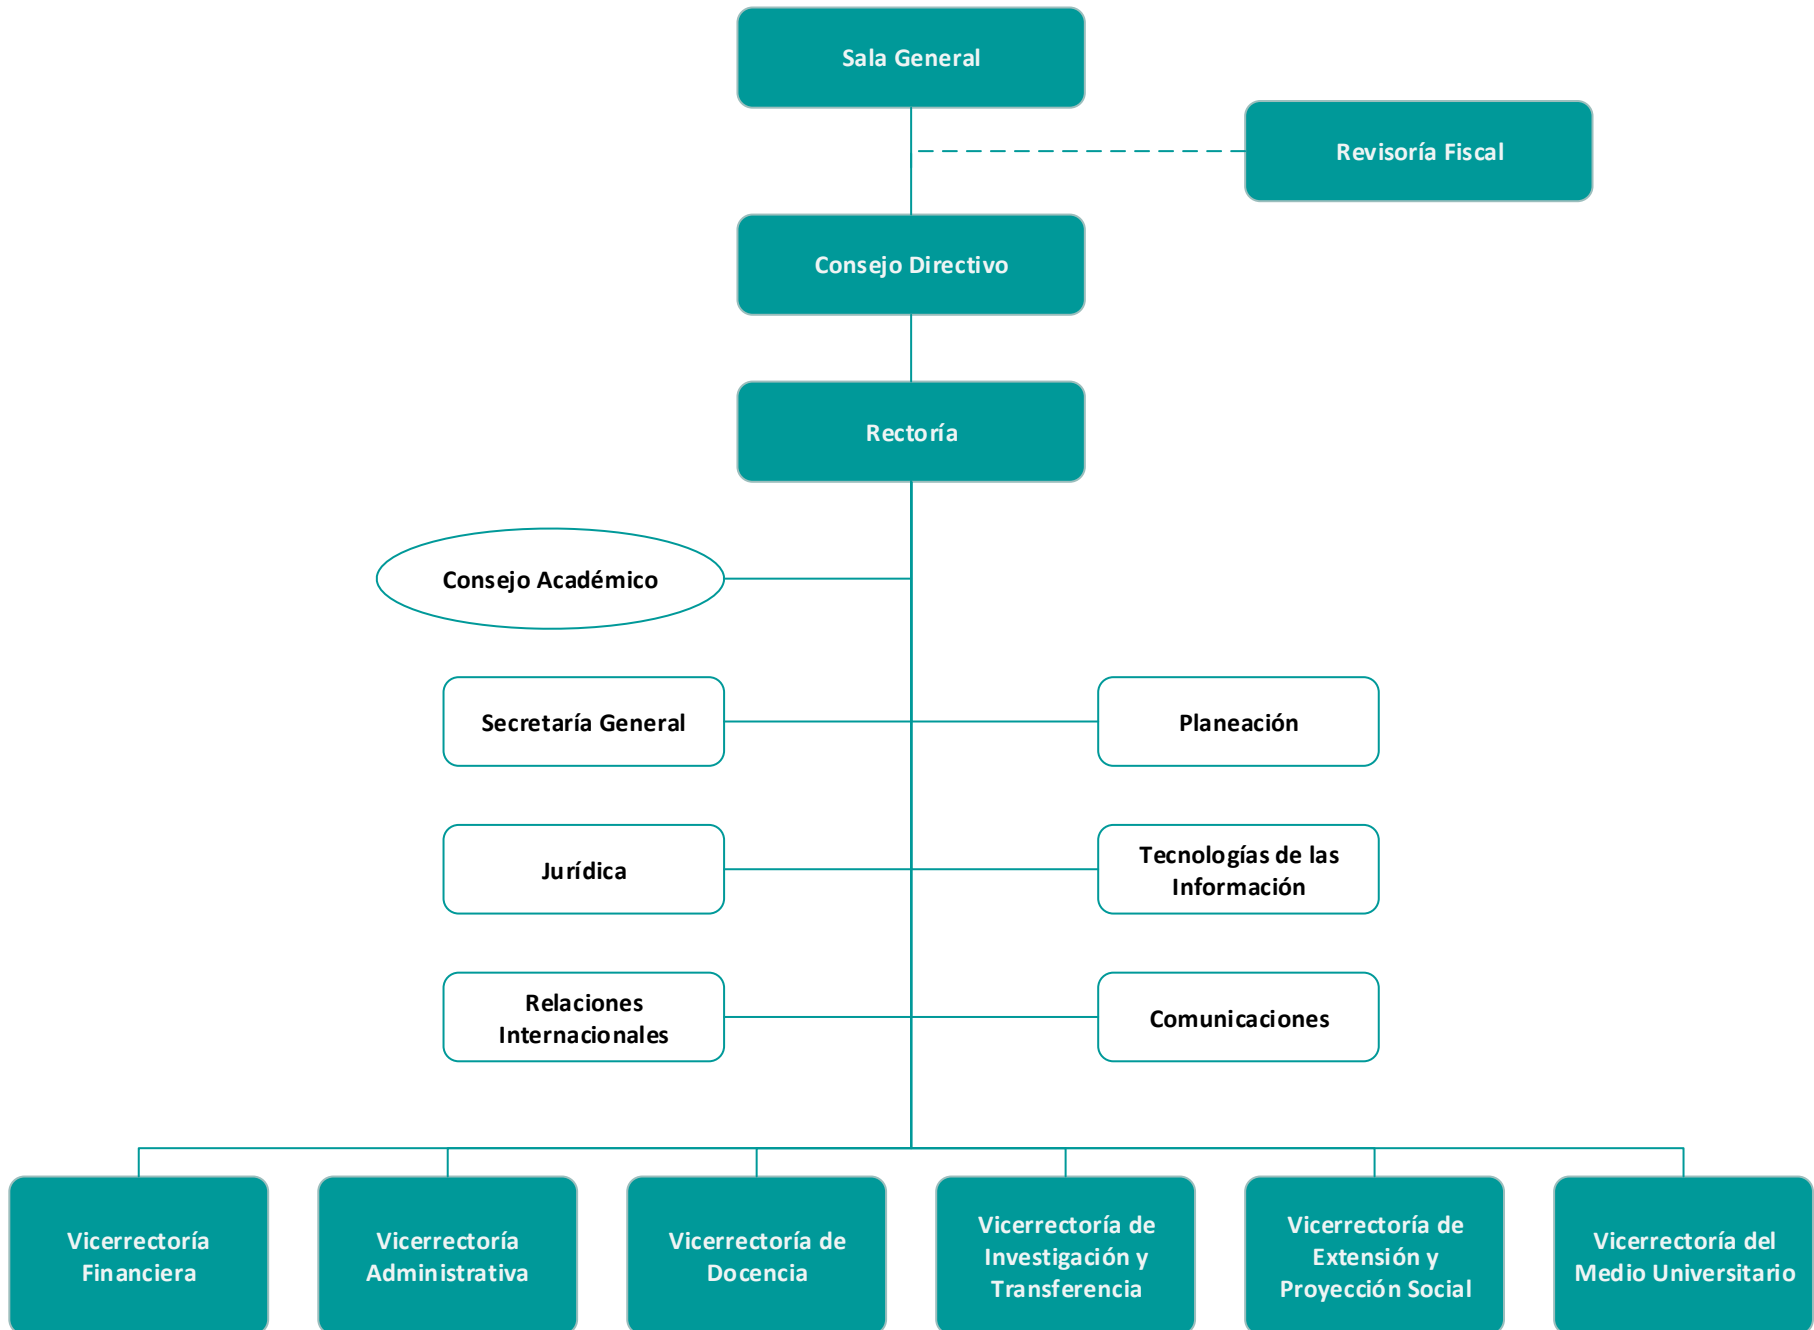 Sala General
Revisoría Fiscal
Consejo Directivo
Rectoría
Consejo Académico
Secretaría General
Planeación
Jurídica
Tecnologías de las
Información
Relaciones
Internacionales
Comunicaciones
Vicerrectoría
Financiera
Vicerrectoría
Administrativa
Vicerrectoría de
Docencia
Vicerrectoría de
Investigación y
Transferencia
Vicerrectoría de
Extensión y
Proyección Social
Vicerrectoría del
Medio Universitario